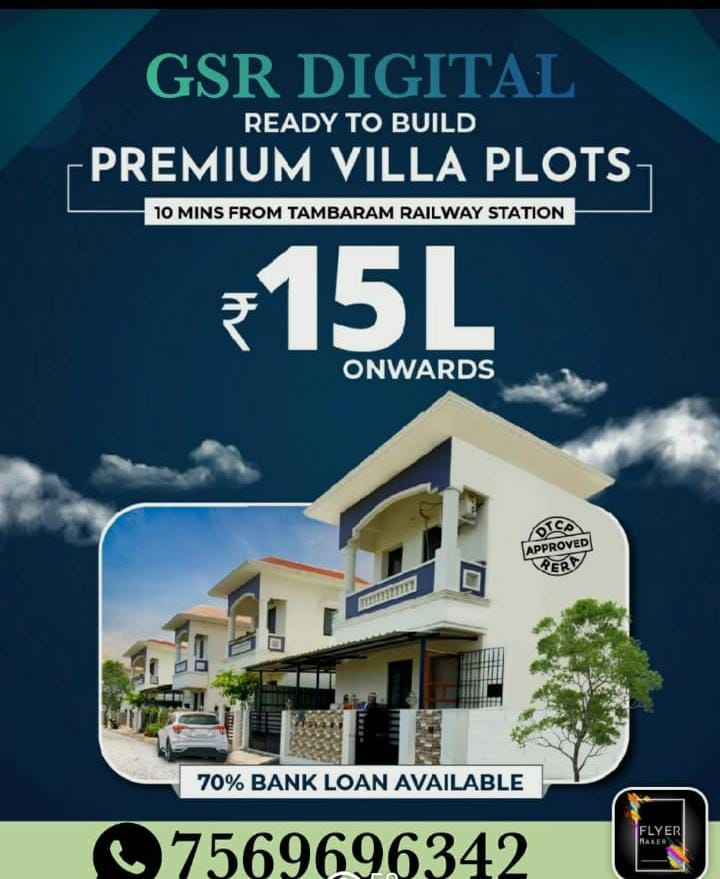 GSR DIGITAL
READY TO BUILD
PREMIUM VILLA PLOTS
10 MINS FROM TAMBARAM RAILWAY STATION
₹15L
ONWARDS
DTCP
APPROVED
RERA
70% BANK LOAN AVAILABLE
7569696342
FLYER
MAKER